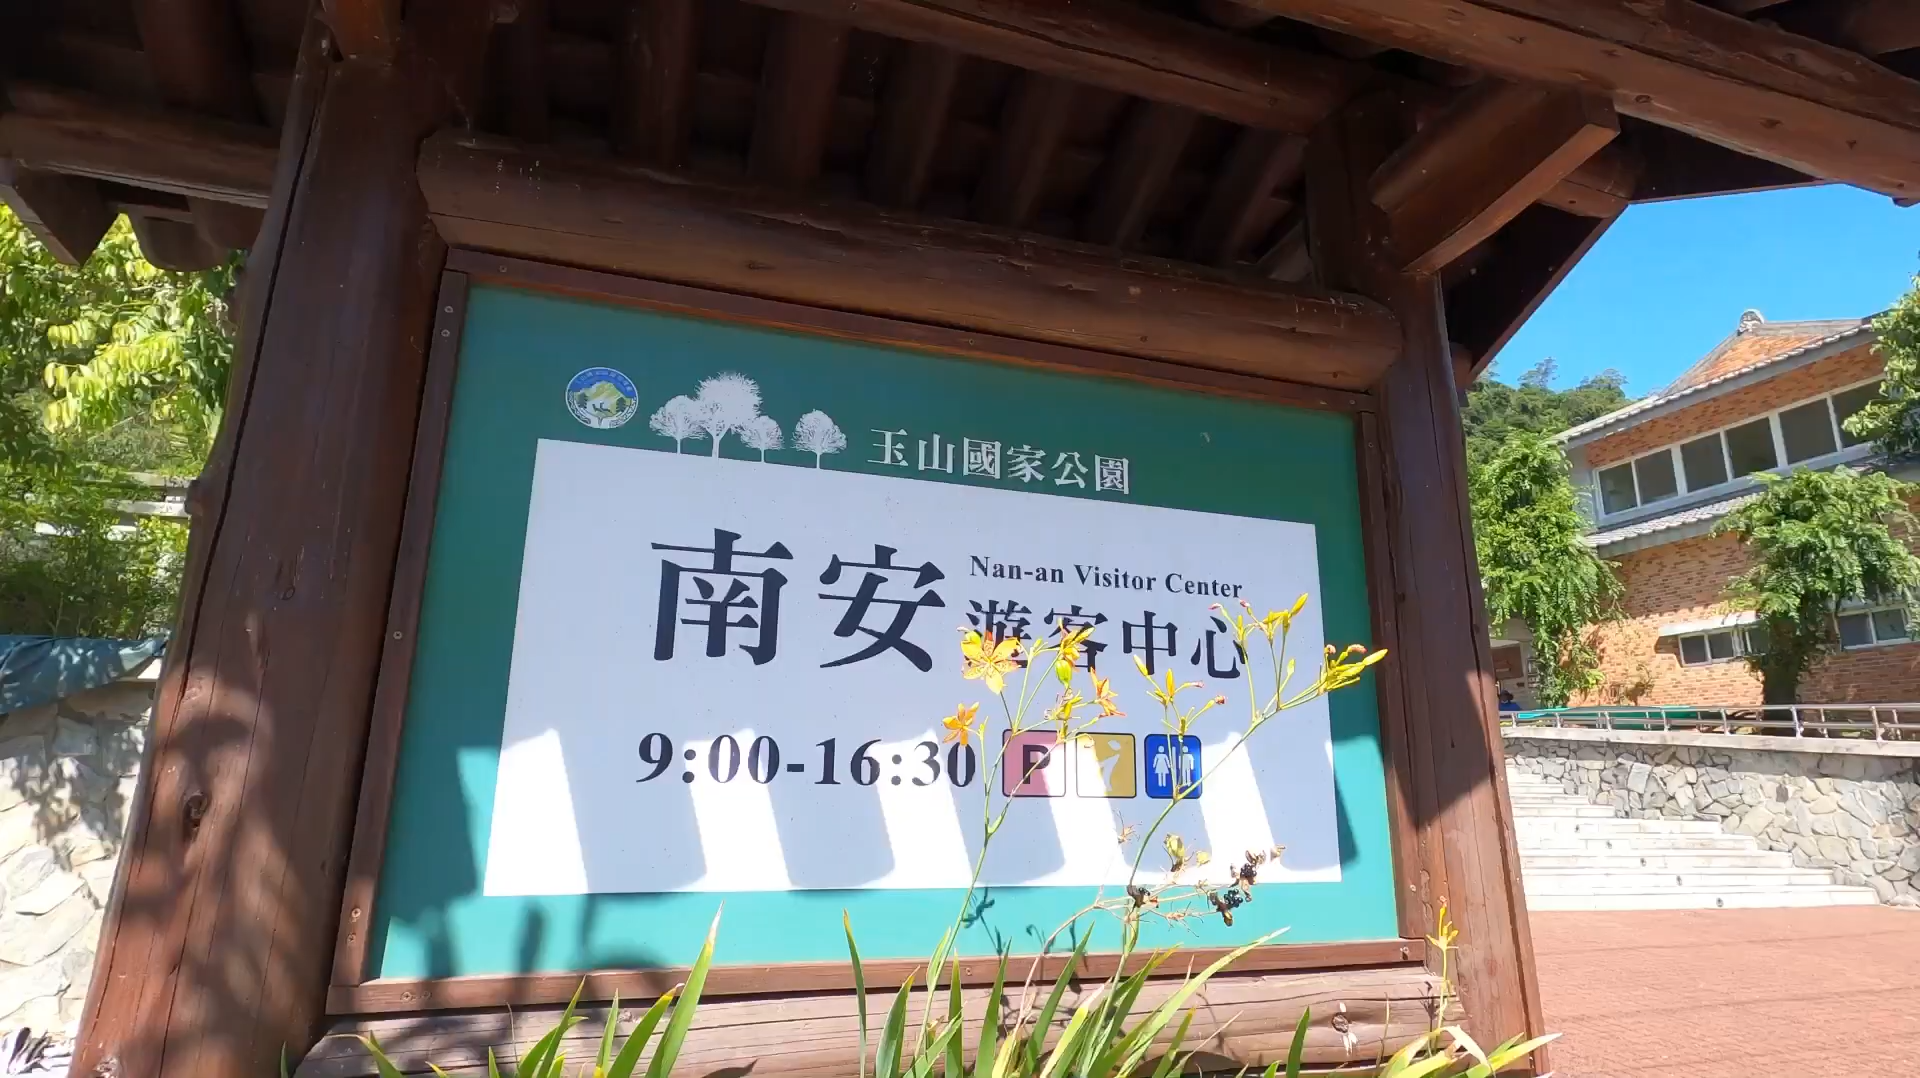 玉山國家公園
南安
Nan-an Visitor Center
遊客中心
9:00-16:30 P i